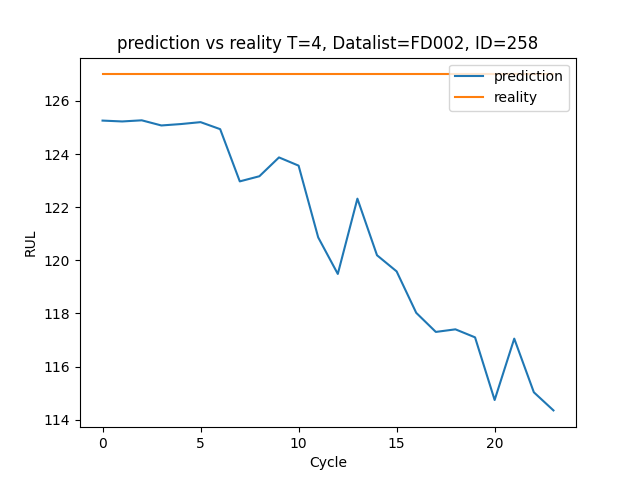 prediction vs reality T=4, Datalist=FD002, ID=258
prediction
reality
126
124
122
120
118
116
114
RUL
0 5 10 15 20
Cycle